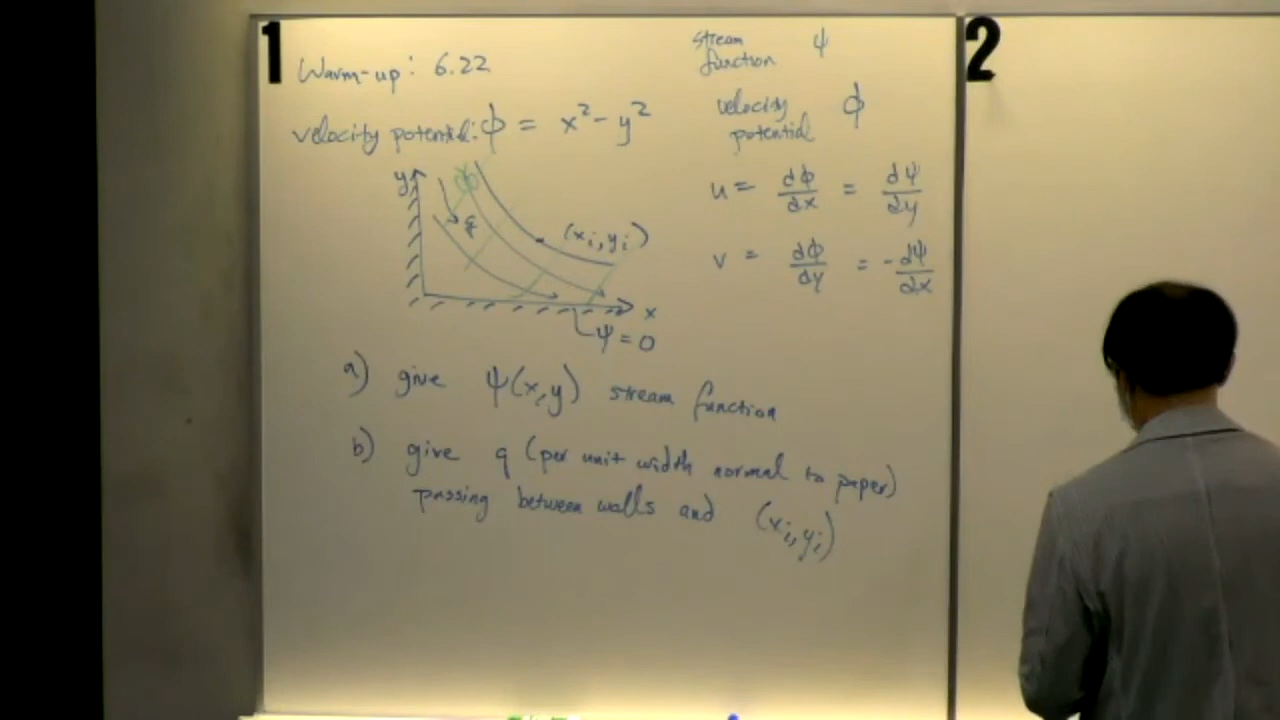 1
Warm-up: 6.22
velocity potential: ϕ = x² - y²
y
q
(xᵢ, yᵢ)
x
ψ = 0
a) give ψ(x,y) stream function
b) give q (per unit width normal to paper)
passing between walls and (xᵢ, yᵢ)
stream
function ψ
velocity
potential ϕ
u = dϕ/dx = dψ/dy
v = dϕ/dy = -dψ/dx
2